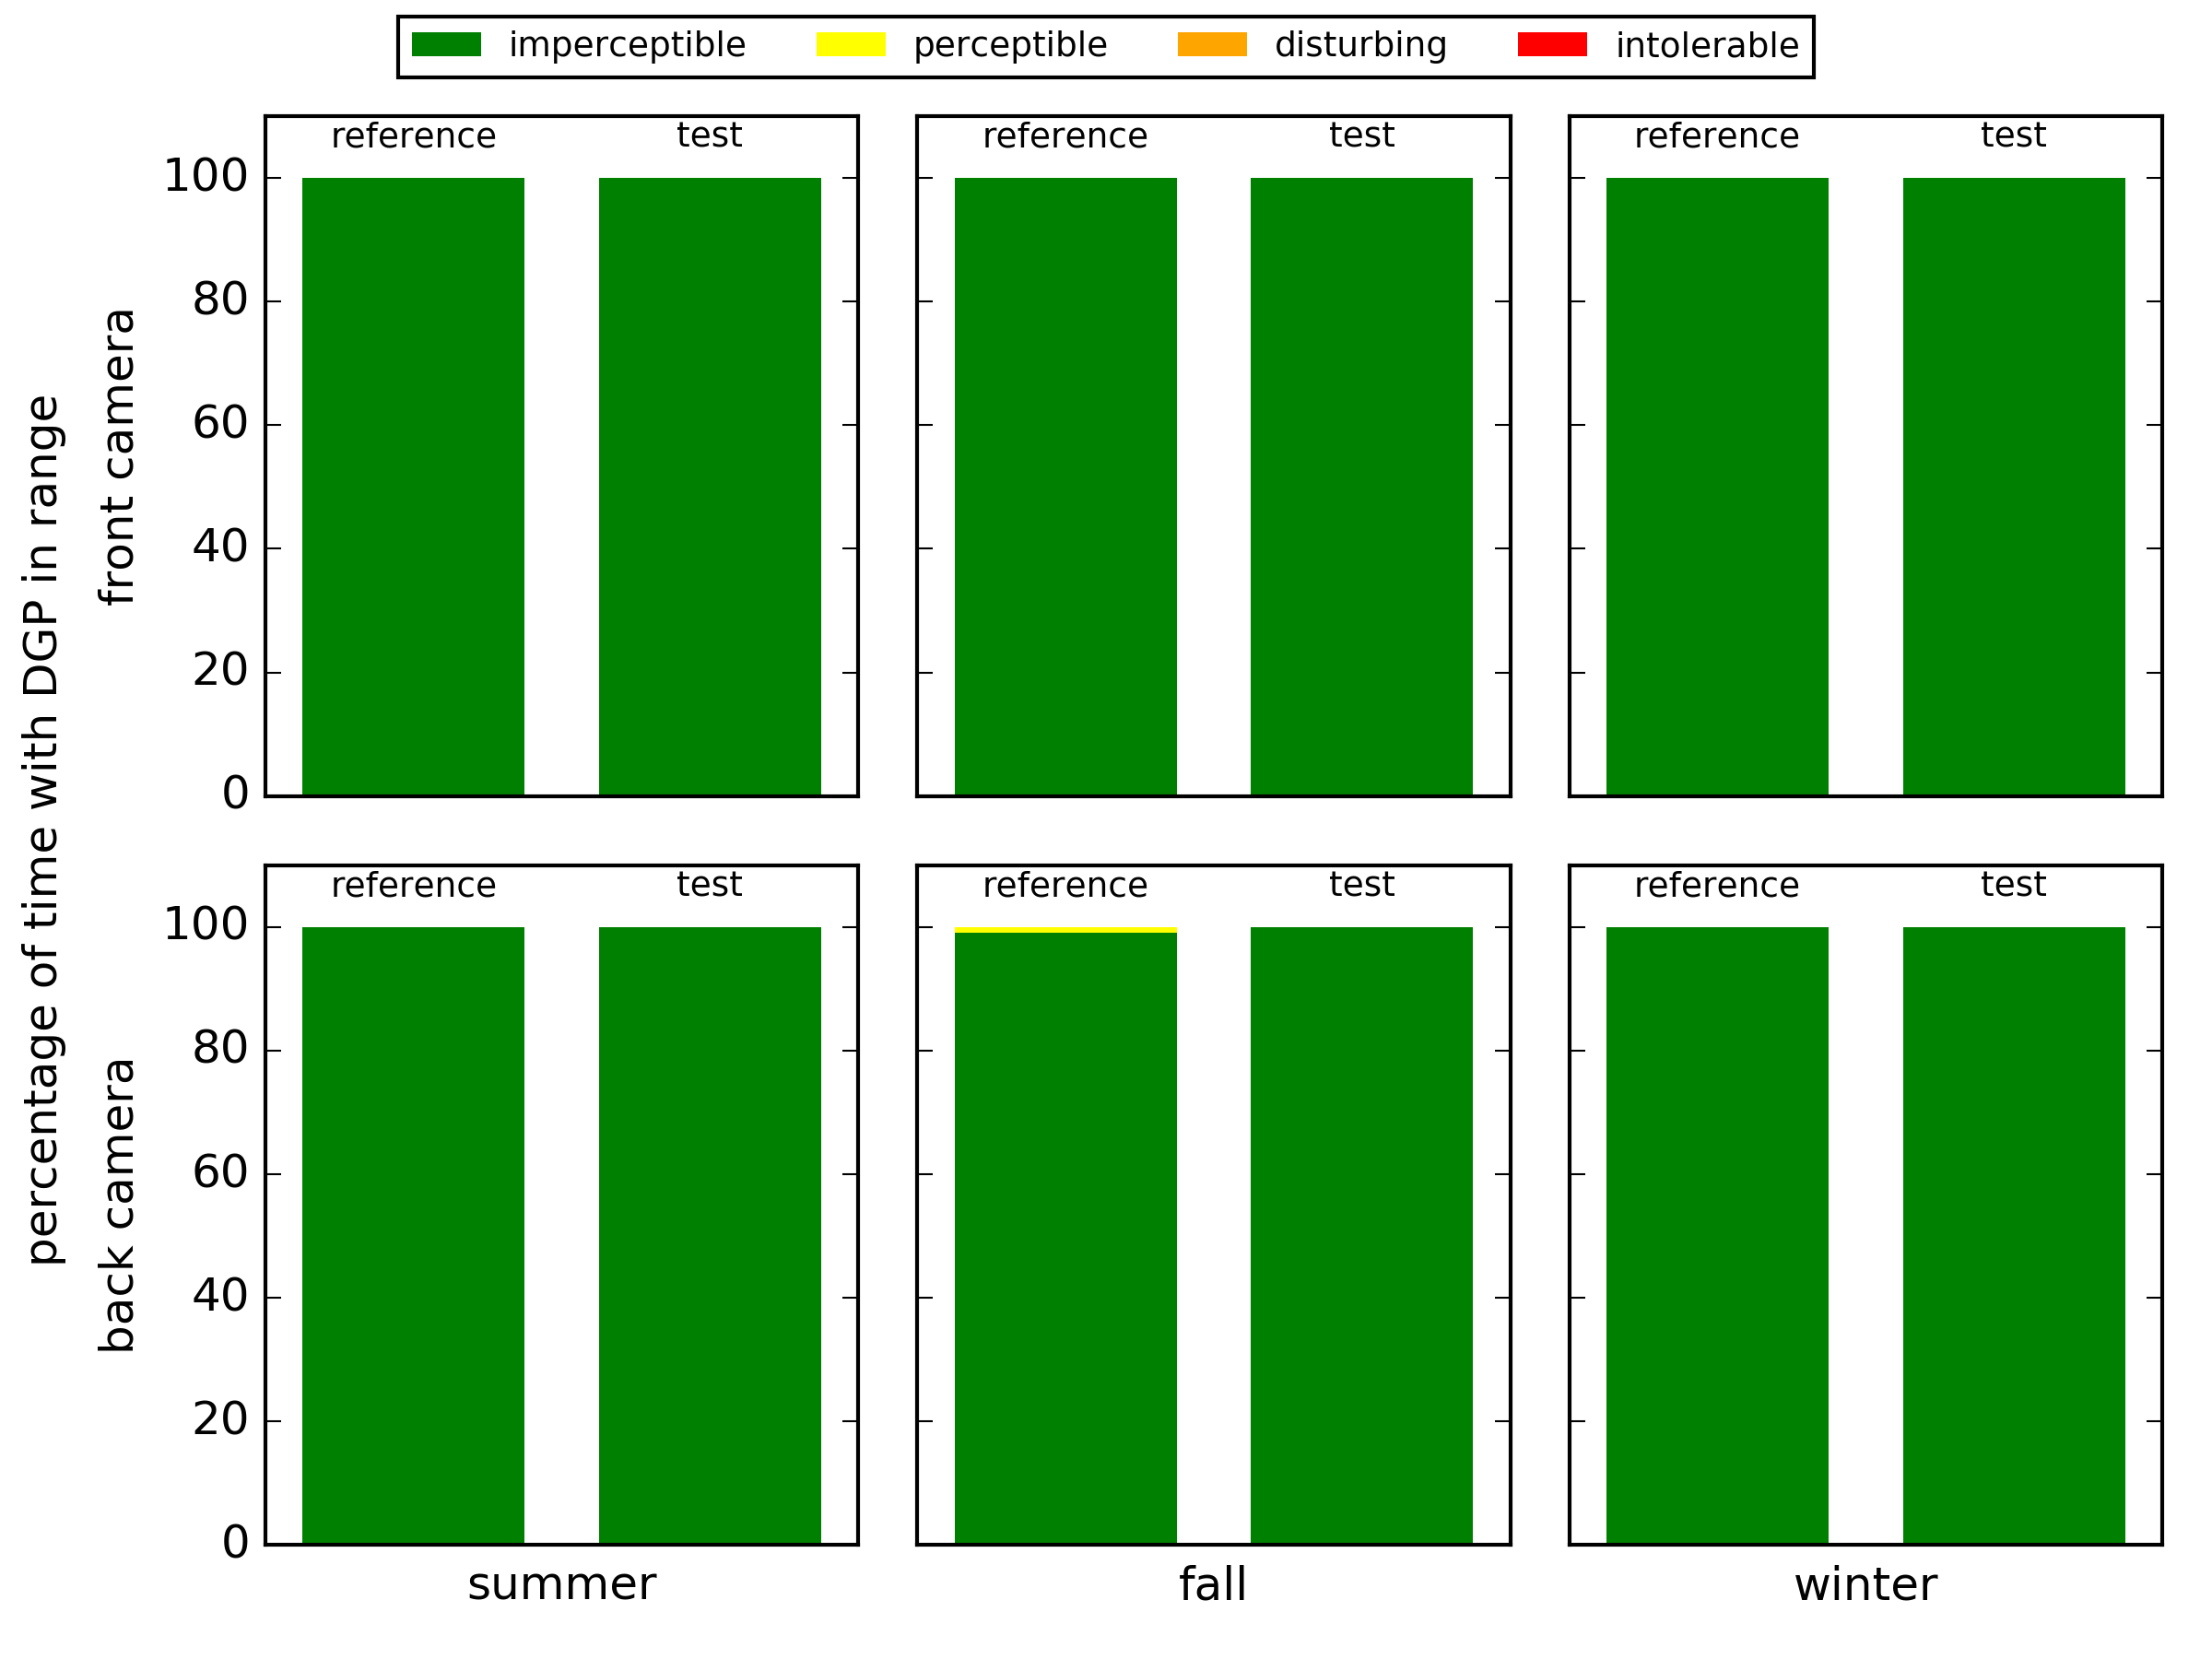 imperceptible perceptible disturbing intolerable
percentage of time with DGP in range
front camera
reference test reference test reference test
100
80
60
40
20
0
back camera
reference test reference test reference test
100
80
60
40
20
0
summer fall winter